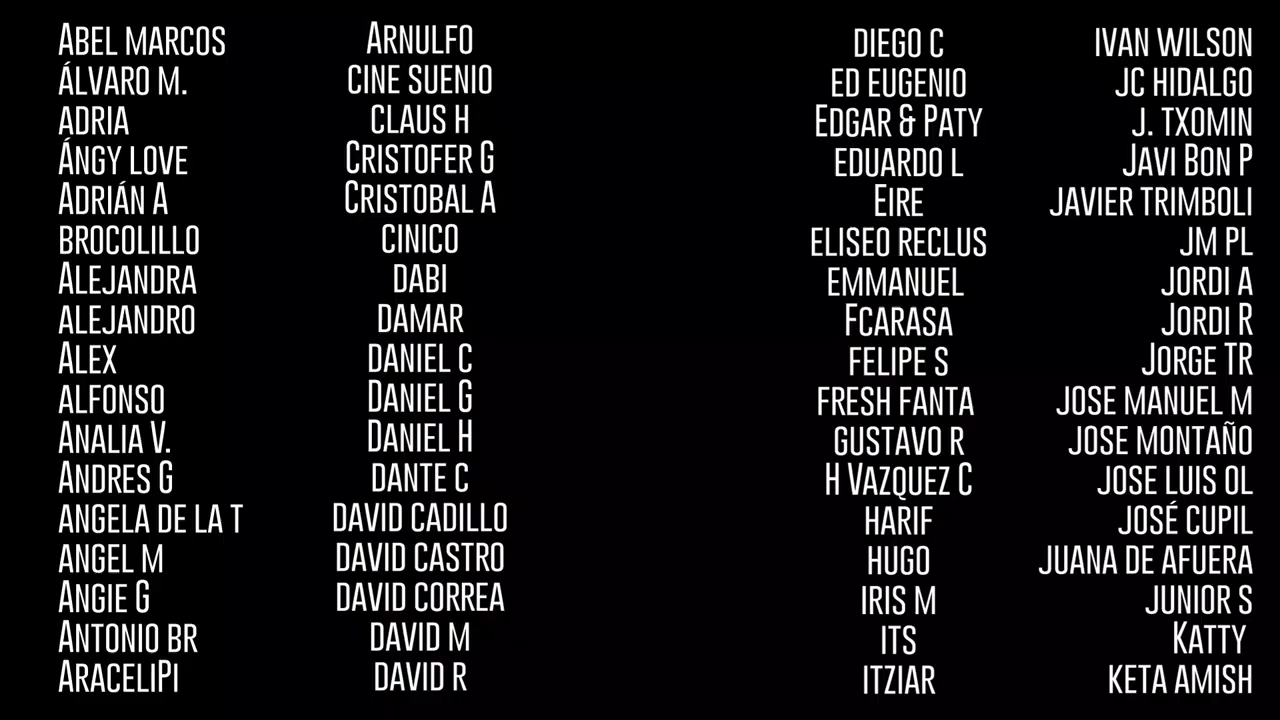 Abel marcos
álvaro m.
adria
Ángy love
Adrián A
brocolillo
Alejandra
alejandro
Alex
alfonso
Analia V.
Andres G
angela de la t
angel m
Angie G
Antonio br
AraceliPi
Arnulfo
cine suenio
claus h
Cristofer G
Cristobal A
cinico
dabi
damar
daniel c
Daniel G
Daniel H
dante c
david cadillo
david castro
david correa
david m
david r
diego c
ed eugenio
Edgar & Paty
eduardo l
Eire
eliseo reclus
emmanuel
Fcarasa
felipe s
fresh fanta
gustavo r
H Vazquez C
harif
hugo
iris m
its
itziar
ivan wilson
jc hidalgo
j. txomin
Javi Bon P
javier trimboli
jm pl
jordi a
Jordi R
Jorge TR
jose manuel m
jose montaño
jose luis ol
josé cupil
juana de afuera
junior s
Katty
keta amish